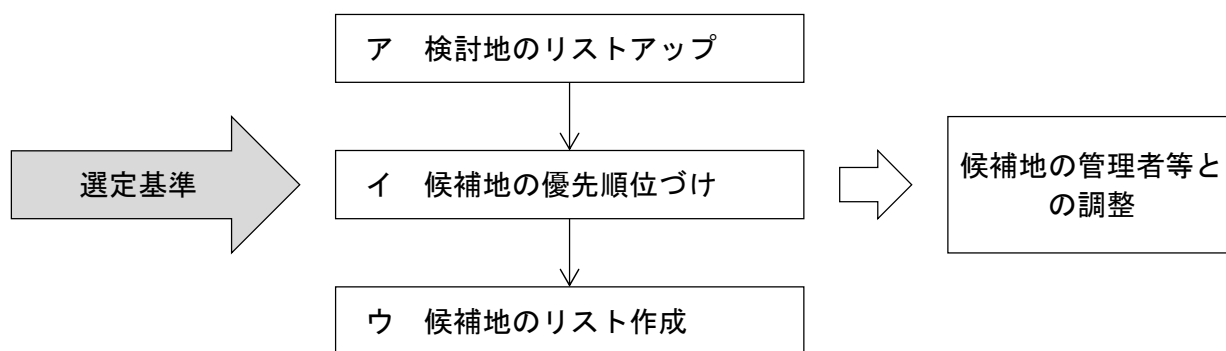 ア　検討地のリストアップ
選定基準
イ　候補地の優先順位づけ
候補地の管理者等と
の調整
ウ　候補地のリスト作成